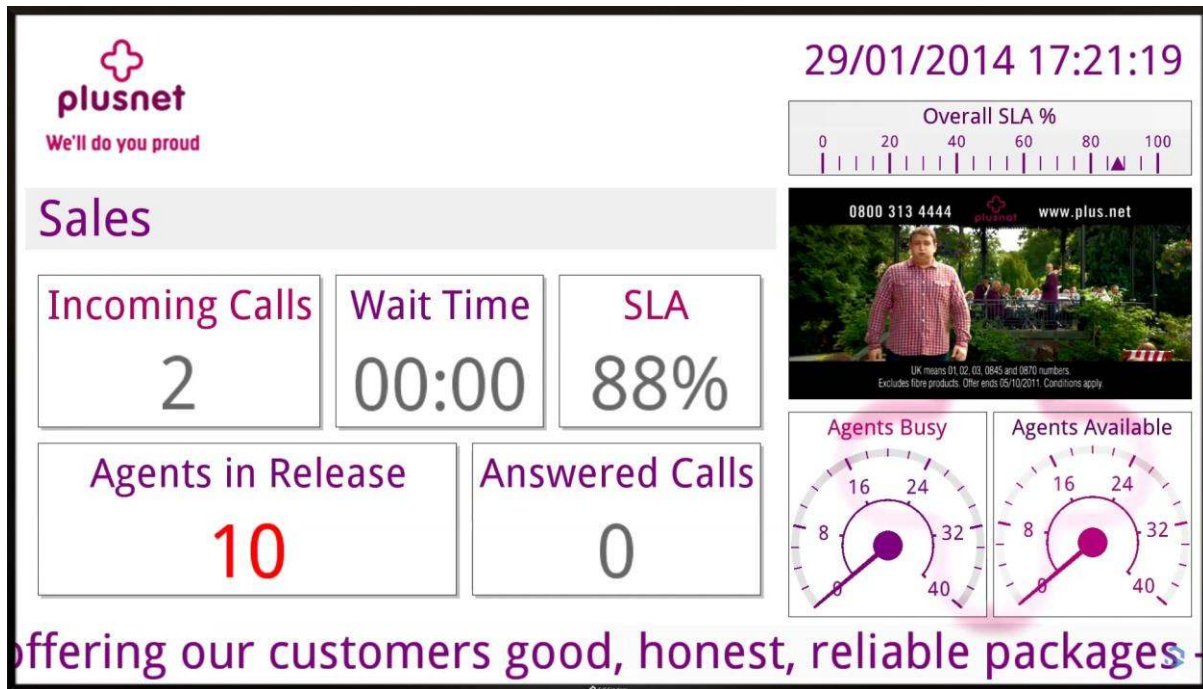 plusnet
We'll do you proud
29/01/2014 17:21:19
Overall SLA %
0 20 40 60 80 100
Sales
0800 313 4444 plusnet www.plus.net
UK means 01, 02, 03, 0845 and 0870 numbers.
Excludes fibre products. Offer ends 05/10/2011. Conditions apply.
Incoming Calls
2
Wait Time
00:00
SLA
88%
Agents in Release
10
Answered Calls
0
Agents Busy
0 8 16 24 32 40
Agents Available
0 8 16 24 32 40
offering our customers good, honest, reliable packages -